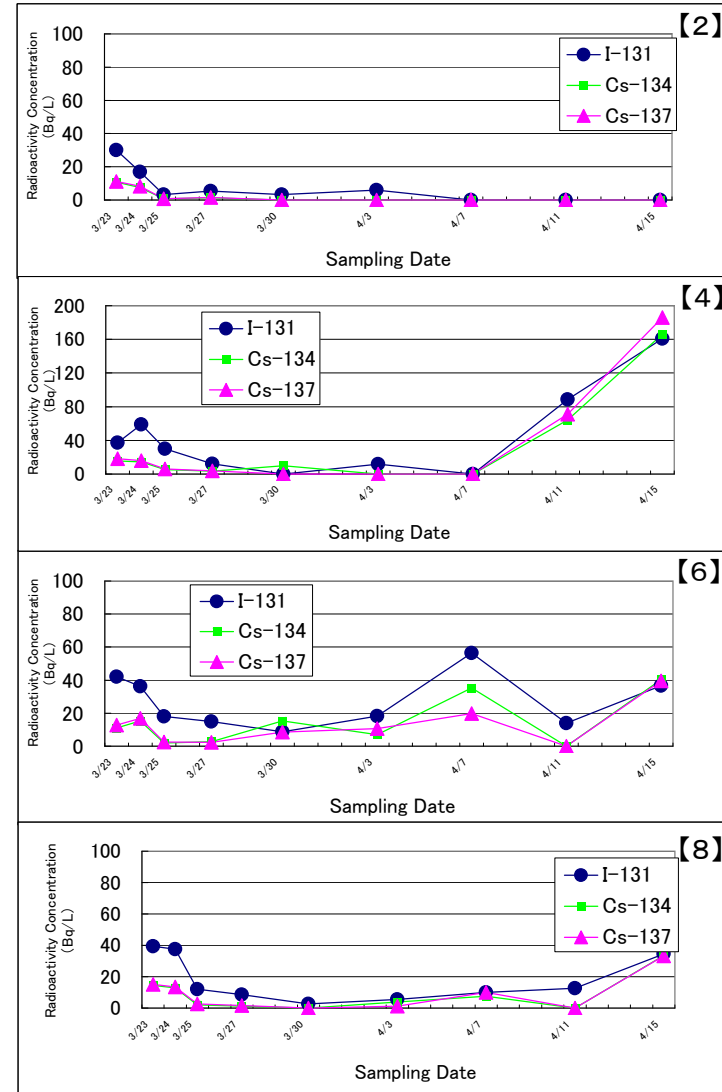 【2】
100
80
60
40
20
0
Radioactivity Concentration
(Bq/L)
I-131
Cs-134
Cs-137
3/23
3/24
3/25
3/27
3/30
4/3
4/7
4/11
4/15
Sampling Date
【4】
200
160
120
80
40
0
Radioactivity Concentration
(Bq/L)
I-131
Cs-134
Cs-137
3/23
3/24
3/25
3/27
3/30
4/3
4/7
4/11
4/15
Sampling Date
【6】
100
80
60
40
20
0
Radioactivity Concentration
(Bq/L)
I-131
Cs-134
Cs-137
3/23
3/24
3/25
3/27
3/30
4/3
4/7
4/11
4/15
Sampling Date
【8】
100
80
60
40
20
0
Radioactivity Concentration
(Bq/L)
I-131
Cs-134
Cs-137
3/23
3/24
3/25
3/27
3/30
4/3
4/7
4/11
4/15
Sampling Date